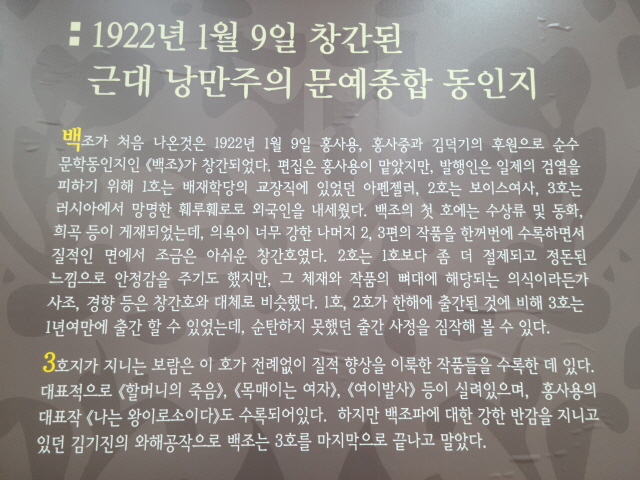 1922년 1월 9일 창간된
근대 낭만주의 문예종합 동인지
백조가 처음 나온것은 1922년 1월 9일 홍사용, 홍사중과 김덕기의 후원으로 순수
문학동인지인 《백조》가 창간되었다. 편집은 홍사용이 맡았지만, 발행인은 일제의 검열을
피하기 위해 1호는 배재학당의 교장직에 있었던 아펜젤러, 2호는 보이스여사, 3호는
러시아에서 망명한 훼루훼로로 외국인을 내세웠다. 백조의 첫 호에는 수상류 및 동화,
희곡 등이 게재되었는데, 의욕이 너무 강한 나머지 2, 3편의 작품을 한꺼번에 수록하면서
질적인 면에서 조금은 아쉬운 창간호였다. 2호는 1호보다 좀 더 절제되고 정돈된
느낌으로 안정감을 주기도 했지만, 그 체재와 작품의 뼈대에 해당되는 의식이라든가
사조, 경향 등은 창간호와 대체로 비슷했다. 1호, 2호가 한해에 출간된 것에 비해 3호는
1년여만에 출간 할 수 있었는데, 순탄하지 못했던 출간 사정을 짐작해 볼 수 있다.
3호지가 지니는 보람은 이 호가 전례없이 질적 향상을 이룩한 작품들을 수록한 데 있다.
대표적으로 《할머니의 죽음》, 《목매이는 여자》, 《여이발사》 등이 실려있으며, 홍사용의
대표작 《나는 왕이로소이다》도 수록되어있다. 하지만 백조파에 대한 강한 반감을 지니고
있던 김기진의 와해공작으로 백조는 3호를 마지막으로 끝나고 말았다.